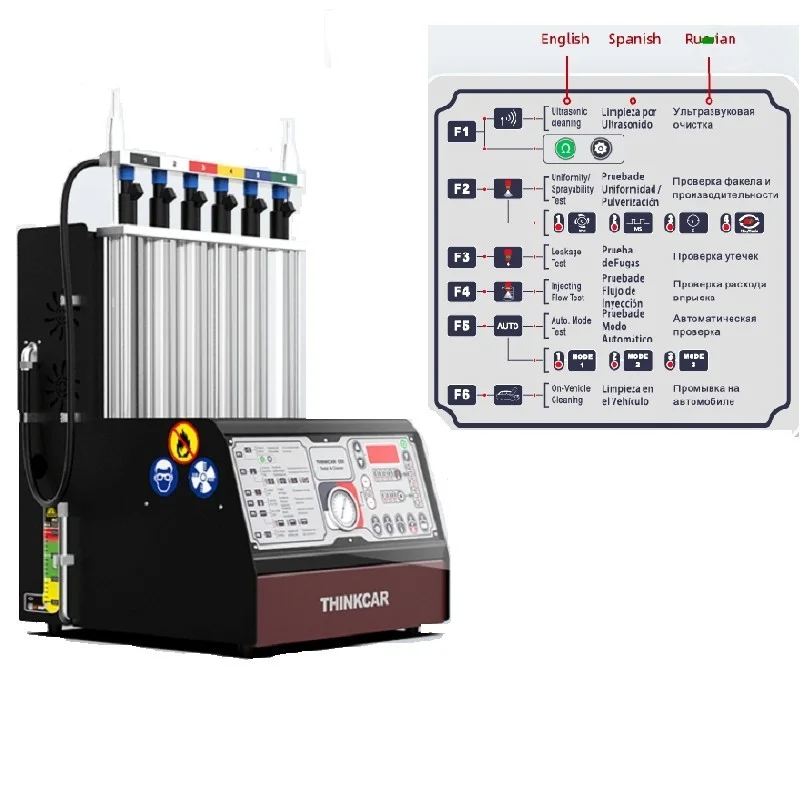 English Spanish Russian
F1
Ultrasonic
cleaning
Limpieza por
Ultrasonido
Ультразвуковая
очистка
F2
Uniformity/
Sprayability
Test
Pruebade
Uniformidad /
Pulverización
Проверка факела и
производительности
F3
Leakage
Test
Prueba
deFugas
Проверка утечек
F4
Injecting
Flow Test
Pruebade
Flujode
Inyección
Проверка расхода
впрыска
F5
AUTO
Auto. Mode
Test
Pruebade
Modo
Automático
Автоматическая
проверка
MODE
1
MODE
2
MODE
3
F6
On-Vehicle
Cleaning
Limpieza en
el Vehículo
Промывка на
автомобиле
1 2 3 4 5 6
THINKCAR